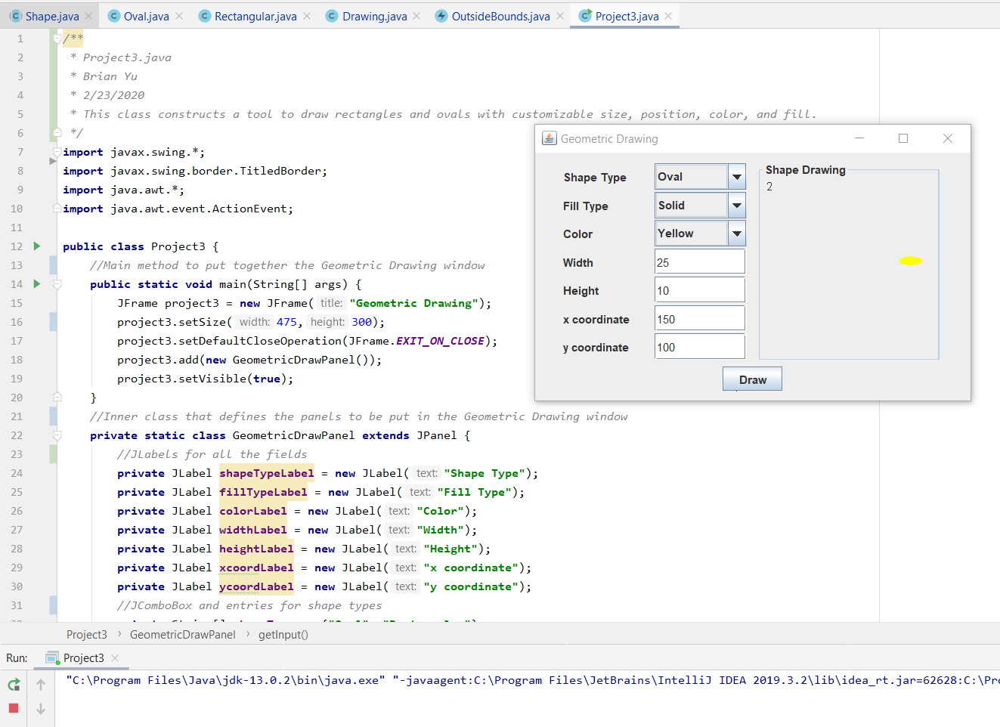 Shape.java Oval.java Rectangular.java Drawing.java OutsideBounds.java Project3.java
1 /**
2 * Project3.java
3 * Brian Yu
4 * 2/23/2020
5 * This class constructs a tool to draw rectangles and ovals with customizable size, position, color, and fill.
6 */
7 import javax.swing.*;
8 import javax.swing.border.TitledBorder;
9 import java.awt.*;
10 import java.awt.event.ActionEvent;
11
12 public class Project3 {
13 //Main method to put together the Geometric Drawing window
14 public static void main(String[] args) {
15 JFrame project3 = new JFrame( title: "Geometric Drawing");
16 project3.setSize( width: 475, height: 300);
17 project3.setDefaultCloseOperation(JFrame.EXIT_ON_CLOSE);
18 project3.add(new GeometricDrawPanel());
19 project3.setVisible(true);
20 }
21 //Inner class that defines the panels to be put in the Geometric Drawing window
22 private static class GeometricDrawPanel extends JPanel {
23 //JLabels for all the fields
24 private JLabel shapeTypeLabel = new JLabel( text: "Shape Type");
25 private JLabel fillTypeLabel = new JLabel( text: "Fill Type");
26 private JLabel colorLabel = new JLabel( text: "Color");
27 private JLabel widthLabel = new JLabel( text: "Width");
28 private JLabel heightLabel = new JLabel( text: "Height");
29 private JLabel xcoordLabel = new JLabel( text: "x coordinate");
30 private JLabel ycoordLabel = new JLabel( text: "y coordinate");
31 //JComboBox and entries for shape types
Geometric Drawing
Shape Type Oval
Fill Type Solid
Color Yellow
Width 25
Height 10
x coordinate 150
y coordinate 100
Shape Drawing
2
Draw
Project3 GeometricDrawPanel getInput()
Run: Project3
"C:\Program Files\Java\jdk-13.0.2\bin\java.exe" "-javaagent:C:\Program Files\JetBrains\IntelliJ IDEA 2019.3.2\lib\idea_rt.jar=62628:C:\Pro